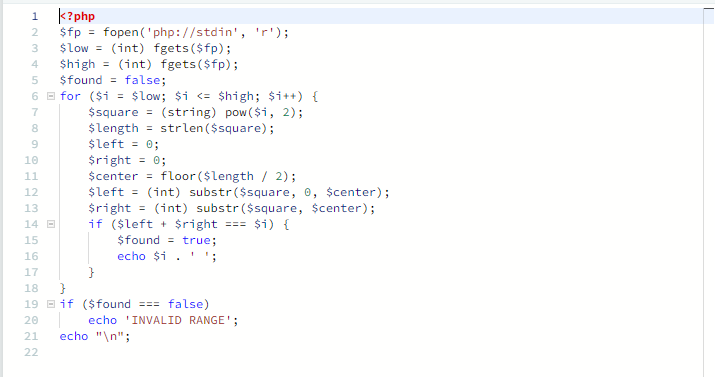 1 <?php
2 $fp = fopen('php://stdin', 'r');
3 $low = (int) fgets($fp);
4 $high = (int) fgets($fp);
5 $found = false;
6 for ($i = $low; $i <= $high; $i++) {
7     $square = (string) pow($i, 2);
8     $length = strlen($square);
9     $left = 0;
10     $right = 0;
11     $center = floor($length / 2);
12     $left = (int) substr($square, 0, $center);
13     $right = (int) substr($square, $center);
14     if ($left + $right === $i) {
15         $found = true;
16         echo $i . ' ';
17     }
18 }
19 if ($found === false)
20     echo 'INVALID RANGE';
21 echo "\n";
22